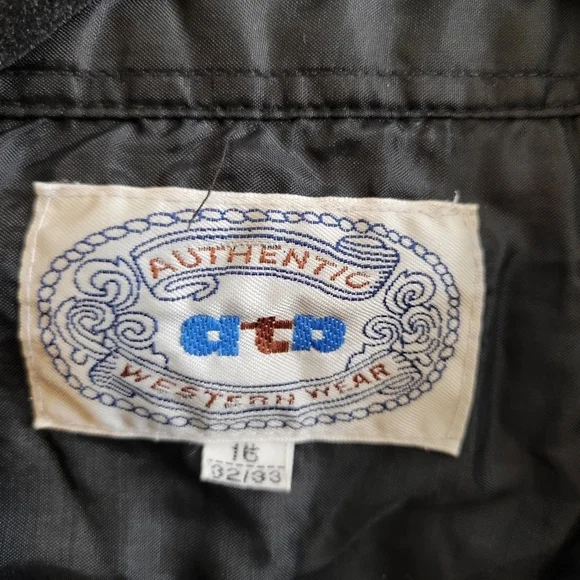 AUTHENTIC
atb
WESTERN WEAR
16
32/33